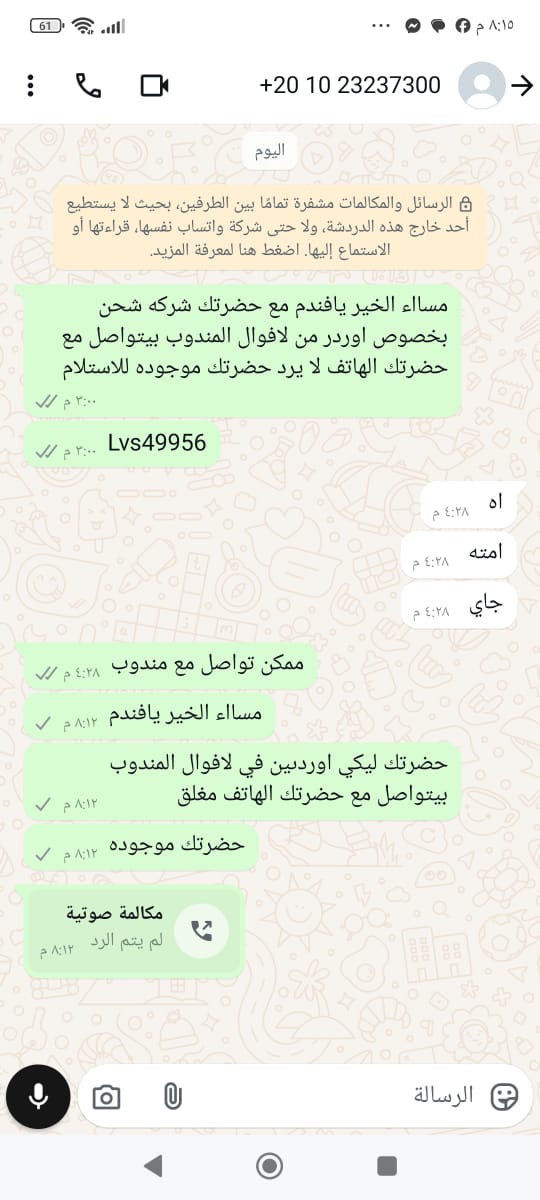 ٨:١٥ م
61
+20 10 23237300
اليوم
الرسائل والمكالمات مشفرة تمامًا بين الطرفين، بحيث لا يستطيع
أحد خارج هذه الدردشة، ولا حتى شركة واتساب نفسها، قراءتها أو
الاستماع إليها. اضغط هنا لمعرفة المزيد.
مسااء الخير يافندم مع حضرتك شركه شحن
بخصوص اوردر من لافوال المندوب بيتواصل مع
حضرتك الهاتف لا يرد حضرتك موجوده للاستلام
٣:٠٠ م
Lvs49956 ٣:٠٠ م
اه ٤:٢٨ م
امته ٤:٢٨ م
جاي ٤:٢٨ م
ممكن تواصل مع مندوب ٤:٢٨ م
مسااء الخير يافندم ٨:١٢ م
حضرتك ليكي اوردىين في لافوال المندوب
بيتواصل مع حضرتك الهاتف مغلق ٨:١٢ م
حضرتك موجوده ٨:١٢ م
مكالمة صوتية
لم يتم الرد ٨:١٢ م
الرسالة